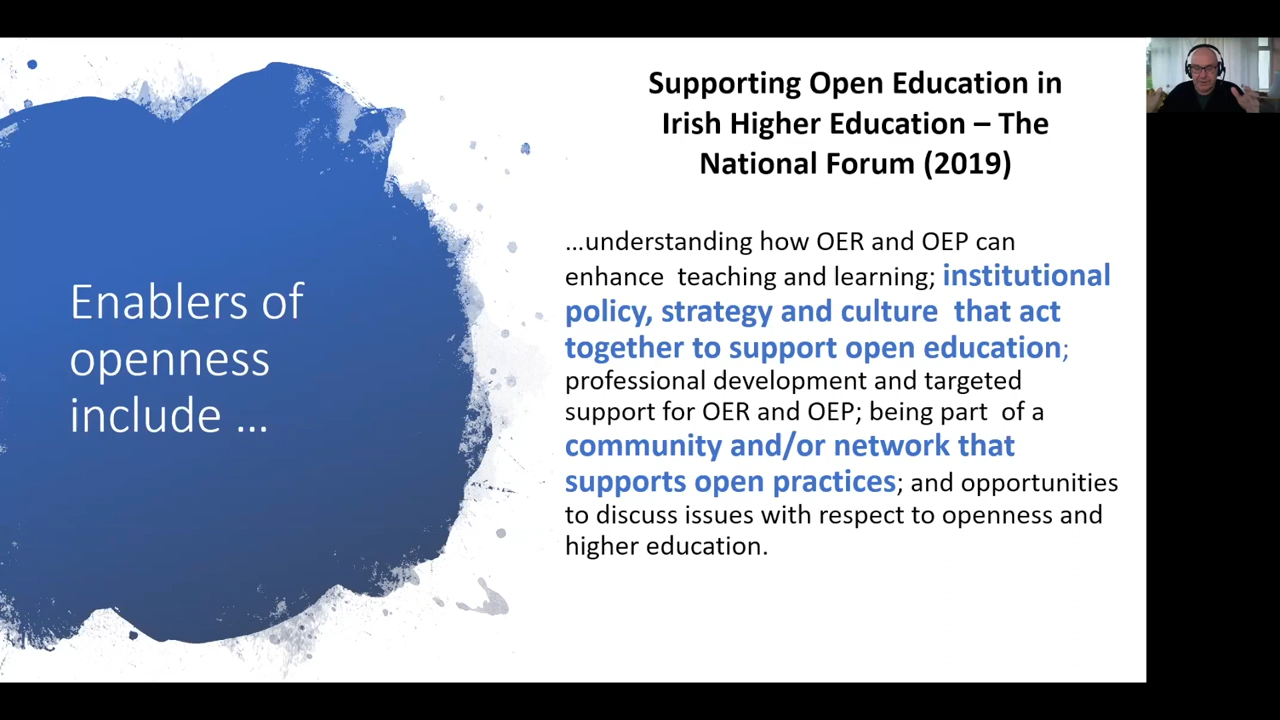 Enablers of
openness
include ...
Supporting Open Education in
Irish Higher Education – The
National Forum (2019)
...understanding how OER and OEP can
enhance teaching and learning; institutional
policy, strategy and culture that act
together to support open education;
professional development and targeted
support for OER and OEP; being part of a
community and/or network that
supports open practices; and opportunities
to discuss issues with respect to openness and
higher education.